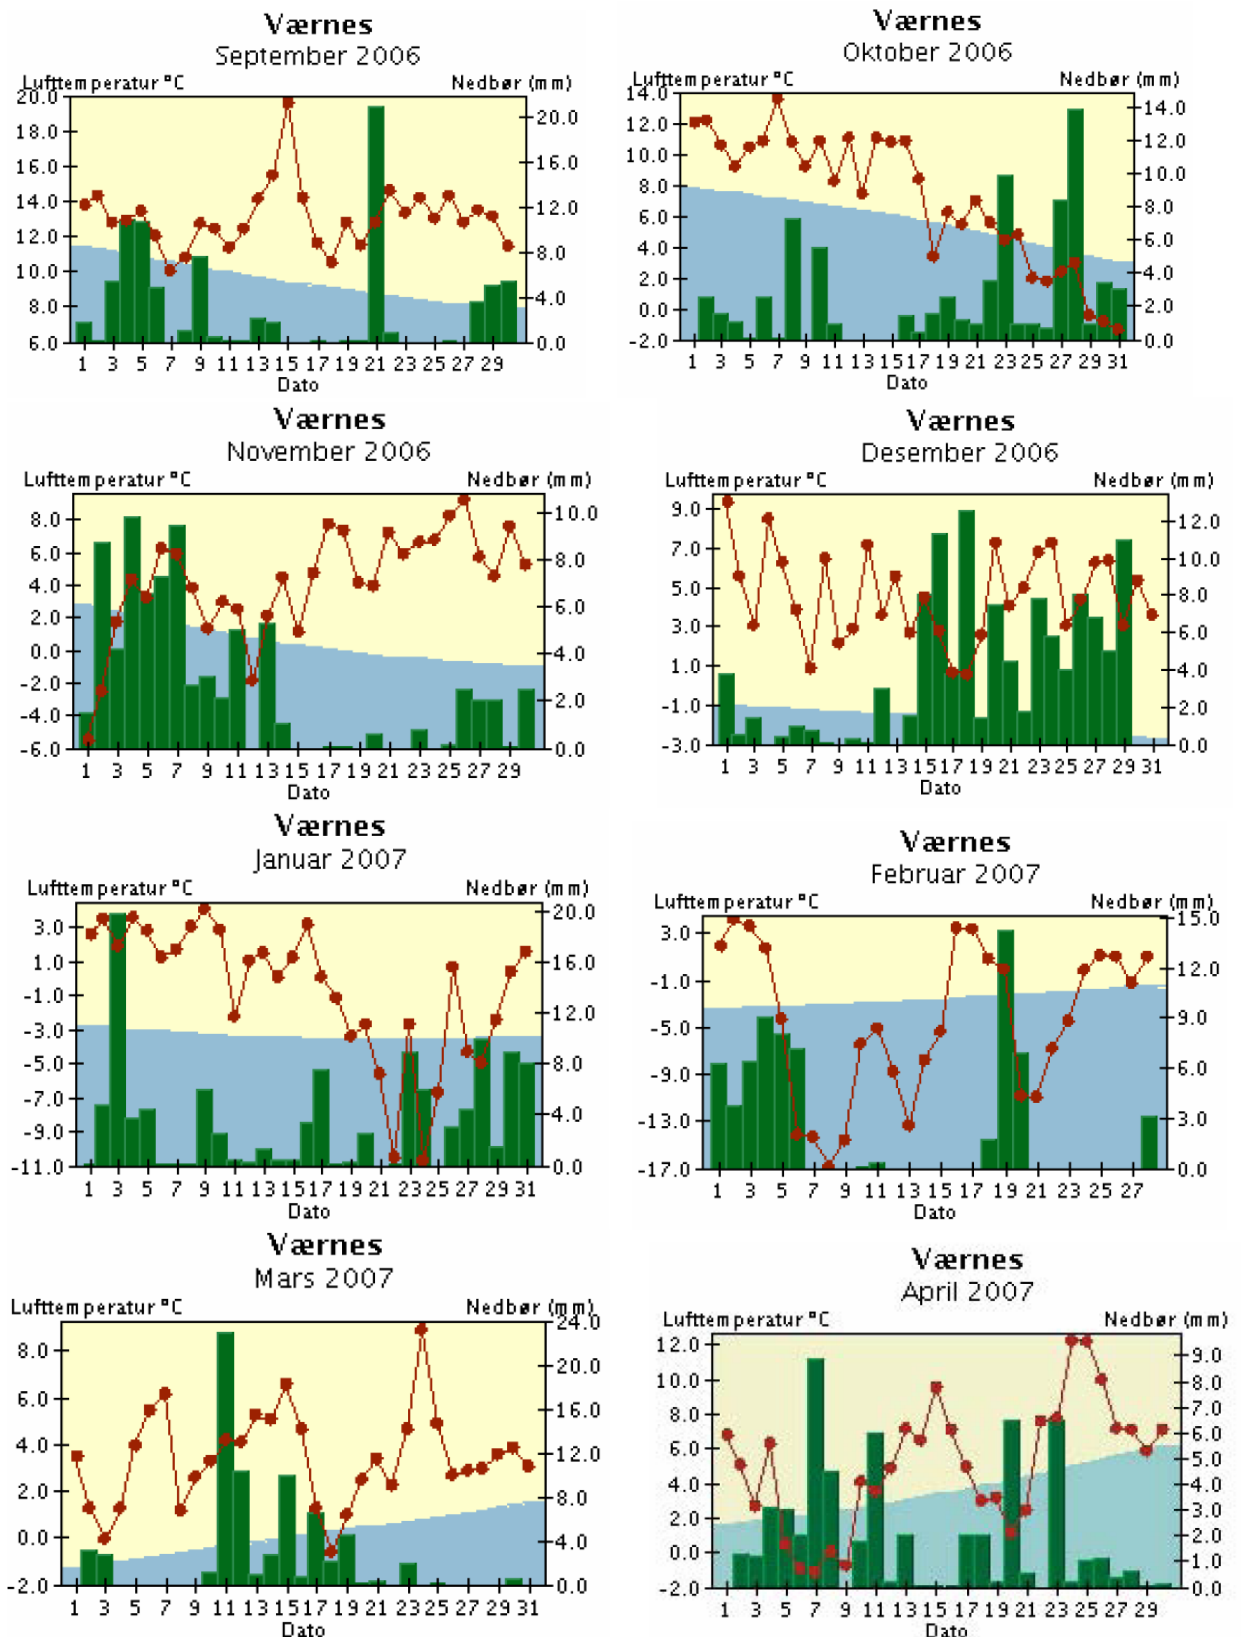 Værnes
September 2006
Lufttemperatur °C Nedbør (mm)
20.0
18.0
16.0
14.0
12.0
10.0
8.0
6.0
20.0
16.0
12.0
8.0
4.0
0.0
1 3 5 7 9 11 13 15 17 19 21 23 25 27 29
Dato
Værnes
Oktober 2006
Lufttemperatur °C Nedbør (mm)
14.0
12.0
10.0
8.0
6.0
4.0
2.0
0.0
-2.0
14.0
12.0
10.0
8.0
6.0
4.0
2.0
0.0
1 3 5 7 9 11 13 15 17 19 21 23 25 27 29 31
Dato
Værnes
November 2006
Lufttemperatur °C Nedbør (mm)
8.0
6.0
4.0
2.0
0.0
-2.0
-4.0
-6.0
10.0
8.0
6.0
4.0
2.0
0.0
1 3 5 7 9 11 13 15 17 19 21 23 25 27 29
Dato
Værnes
Desember 2006
Lufttemperatur °C Nedbør (mm)
9.0
7.0
5.0
3.0
1.0
-1.0
-3.0
12.0
10.0
8.0
6.0
4.0
2.0
0.0
1 3 5 7 9 11 13 15 17 19 21 23 25 27 29 31
Dato
Værnes
Januar 2007
Lufttemperatur °C Nedbør (mm)
3.0
1.0
-1.0
-3.0
-5.0
-7.0
-9.0
-11.0
20.0
16.0
12.0
8.0
4.0
0.0
1 3 5 7 9 11 13 15 17 19 21 23 25 27 29 31
Dato
Værnes
Februar 2007
Lufttemperatur °C Nedbør (mm)
3.0
-1.0
-5.0
-9.0
-13.0
-17.0
15.0
12.0
9.0
6.0
3.0
0.0
1 3 5 7 9 11 13 15 17 19 21 23 25 27
Dato
Værnes
Mars 2007
Lufttemperatur °C Nedbør (mm)
8.0
6.0
4.0
2.0
0.0
-2.0
24.0
20.0
16.0
12.0
8.0
4.0
0.0
1 3 5 7 9 11 13 15 17 19 21 23 25 27 29 31
Dato
Værnes
April 2007
Lufttemperatur °C Nedbør (mm)
12.0
10.0
8.0
6.0
4.0
2.0
0.0
-2.0
9.0
8.0
7.0
6.0
5.0
4.0
3.0
2.0
1.0
0.0
1 3 5 7 9 11 13 15 17 19 21 23 25 27 29
Dato